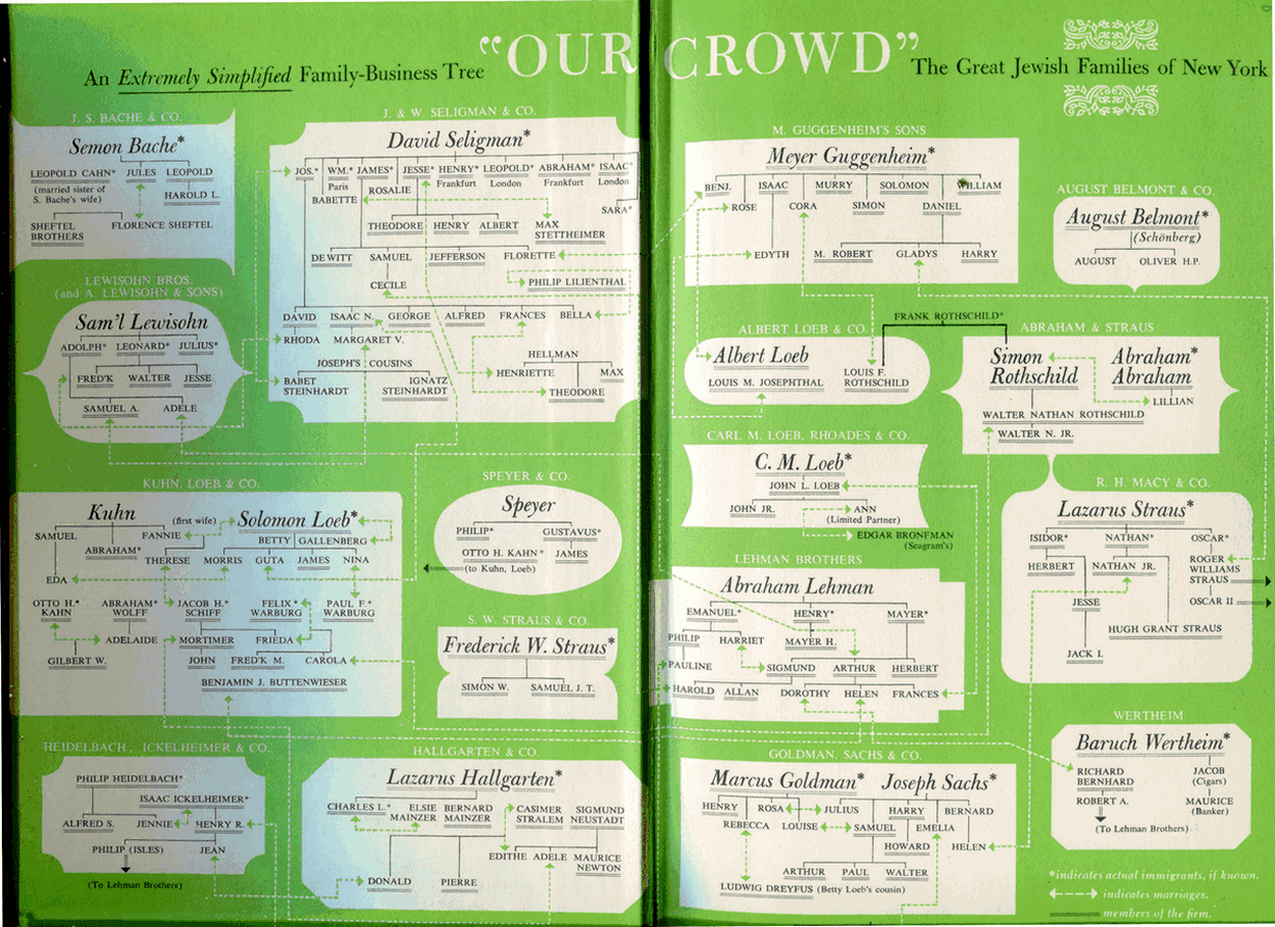 "OUR CROWD"
An Extremely Simplified Family-Business Tree
The Great Jewish Families of New York
J. S. BACHE & CO.
Semon Bache*
LEOPOLD CAHN* JULES LEOPOLD
(married sister of
S. Bache's wife)
HAROLD L.
SHEFTEL
BROTHERS
FLORENCE SHEFTEL
LEWISOHN BROS.
(and A. LEWISOHN & SONS)
Sam'l Lewisohn
ADOLPH* LEONARD* JULIUS*
FRED'K WALTER JESSE
SAMUEL A. ADELE
J. & W. SELIGMAN & CO.
David Seligman*
JOS.* WM.* JAMES* JESSE* HENRY* LEOPOLD* ABRAHAM* ISAAC*
Paris Frankfurt London Frankfurt London
ROSALIE
BABETTE
SARA*
THEODORE HENRY ALBERT MAX
STETTHEIMER
DE WITT SAMUEL JEFFERSON FLORETTE
CECILE
PHILIP LILIENTHAL
DAVID ISAAC N. GEORGE ALFRED FRANCES BELLA
RHODA MARGARET V.
HELLMAN
JOSEPH'S COUSINS
HENRIETTE MAX
BABET
STEINHARDT
IGNATZ
STEINHARDT
THEODORE
KUHN, LOEB & CO.
Kuhn
(first wife)
Solomon Loeb*
SAMUEL
FANNIE
BETTY GALLENBERG
ABRAHAM*
THERESE MORRIS GUTA JAMES NINA
EDA
OTTO H.*
KAHN
ABRAHAM*
WOLFF
JACOB H.*
SCHIFF
FELIX*
WARBURG
PAUL F.*
WARBURG
ADELAIDE MORTIMER FRIEDA
GILBERT W. JOHN FRED'K M. CAROLA
BENJAMIN J. BUTTENWIESER
SPEYER & CO.
Speyer
PHILIP* GUSTAVUS*
OTTO H. KAHN* JAMES
(to Kuhn, Loeb)
S. W. STRAUS & CO.
Frederick W. Straus*
SIMON W. SAMUEL J. T.
HEIDELBACH, ICKELHEIMER & CO.
PHILIP HEIDELBACH*
ISAAC ICKELHEIMER*
ALFRED S. JENNIE HENRY R.
PHILIP (ISLES) JEAN
(To Lehman Brothers)
HALLGARTEN & CO.
Lazarus Hallgarten*
CHARLES L.* ELSIE
MAINZER
BERNARD
MAINZER
CASIMER
STRALEM
SIGMUND
NEUSTADT
EDITHE ADELE MAURICE
NEWTON
DONALD PIERRE
M. GUGGENHEIM'S SONS
Meyer Guggenheim*
BENJ. ISAAC MURRY SOLOMON WILLIAM
ROSE CORA SIMON DANIEL
EDYTH M. ROBERT GLADYS HARRY
AUGUST BELMONT & CO.
August Belmont*
(Schönberg)
AUGUST OLIVER H.P.
FRANK ROTHSCHILD*
ALBERT LOEB & CO.
Albert Loeb
LOUIS M. JOSEPHTHAL LOUIS F.
ROTHSCHILD
ABRAHAM & STRAUS
Simon
Rothschild
Abraham*
Abraham
LILLIAN
WALTER NATHAN ROTHSCHILD
WALTER N. JR.
CARL M. LOEB, RHOADES & CO.
C. M. Loeb*
JOHN L. LOEB
JOHN JR. ANN
(Limited Partner)
EDGAR BRONFMAN
(Seagram's)
R. H. MACY & CO.
Lazarus Straus*
ISIDOR* NATHAN* OSCAR*
HERBERT NATHAN JR. ROGER
WILLIAMS
STRAUS
JESSE OSCAR II
HUGH GRANT STRAUS
JACK I.
LEHMAN BROTHERS
Abraham Lehman
EMANUEL* HENRY* MAYER*
PHILIP HARRIET MAYER H.
PAULINE SIGMUND ARTHUR HERBERT
HAROLD ALLAN DOROTHY HELEN FRANCES
WERTHEIM
Baruch Wertheim*
RICHARD
BERNHARD
JACOB
(Cigars)
ROBERT A. MAURICE
(Banker)
(To Lehman Brothers)
GOLDMAN, SACHS & CO.
Marcus Goldman* Joseph Sachs*
HENRY ROSA JULIUS HARRY BERNARD
REBECCA LOUISE SAMUEL EMELIA
HOWARD HELEN
ARTHUR PAUL WALTER
LUDWIG DREYFUS (Betty Loeb's cousin)
*indicates actual immigrants, if known.
indicates marriages.
members of the firm.